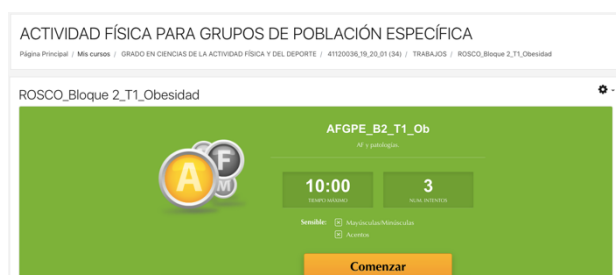 ACTIVIDAD FÍSICA PARA GRUPOS DE POBLACIÓN ESPECÍFICA
Página Principal / Mis cursos / GRADO EN CIENCIAS DE LA ACTIVIDAD FÍSICA Y DEL DEPORTE / 41120036_19_20_01 (34) / TRABAJOS / ROSCO_Bloque 2_T1_Obesidad
ROSCO_Bloque 2_T1_Obesidad
AFGPE_B2_T1_Ob
AF y patologías
A F M
10:00 3
TIEMPO MÁXIMO NUM. INTENTOS
Sensible: Mayúsculas/Minúsculas
Acentos
Comenzar